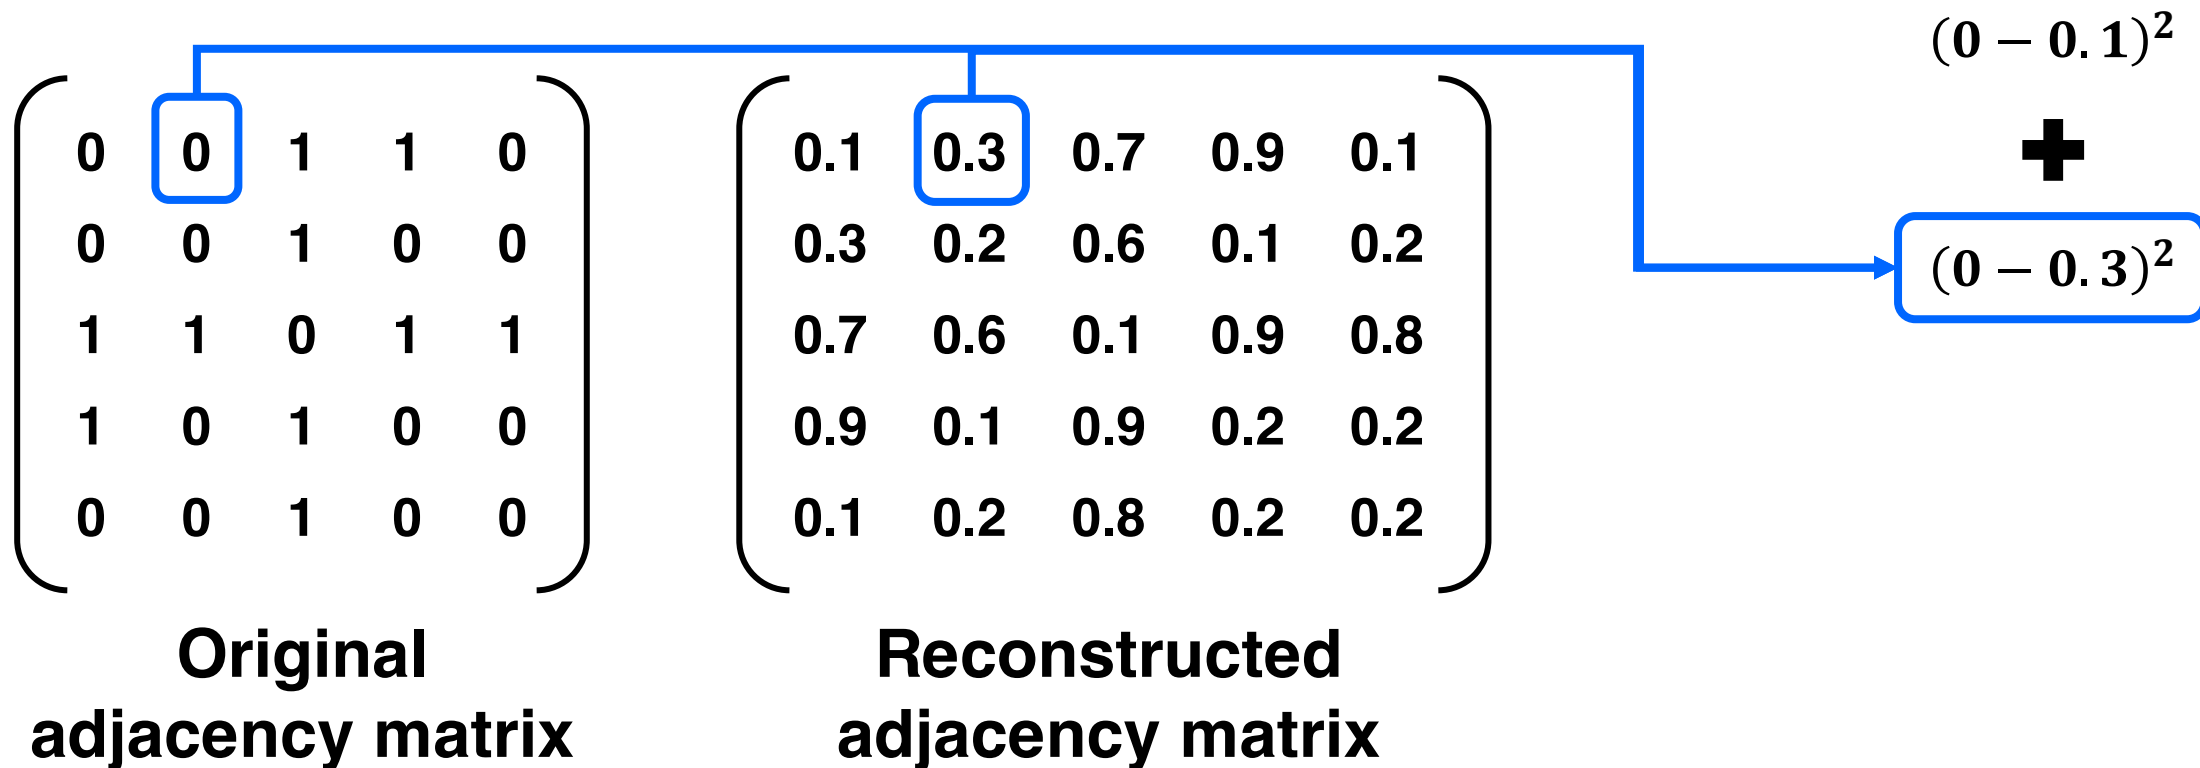 (0 − 0.1)²
+
(0 − 0.3)²
0 0 1 1 0
0 0 1 0 0
1 1 0 1 1
1 0 1 0 0
0 0 1 0 0
Original
adjacency matrix
0.1 0.3 0.7 0.9 0.1
0.3 0.2 0.6 0.1 0.2
0.7 0.6 0.1 0.9 0.8
0.9 0.1 0.9 0.2 0.2
0.1 0.2 0.8 0.2 0.2
Reconstructed
adjacency matrix